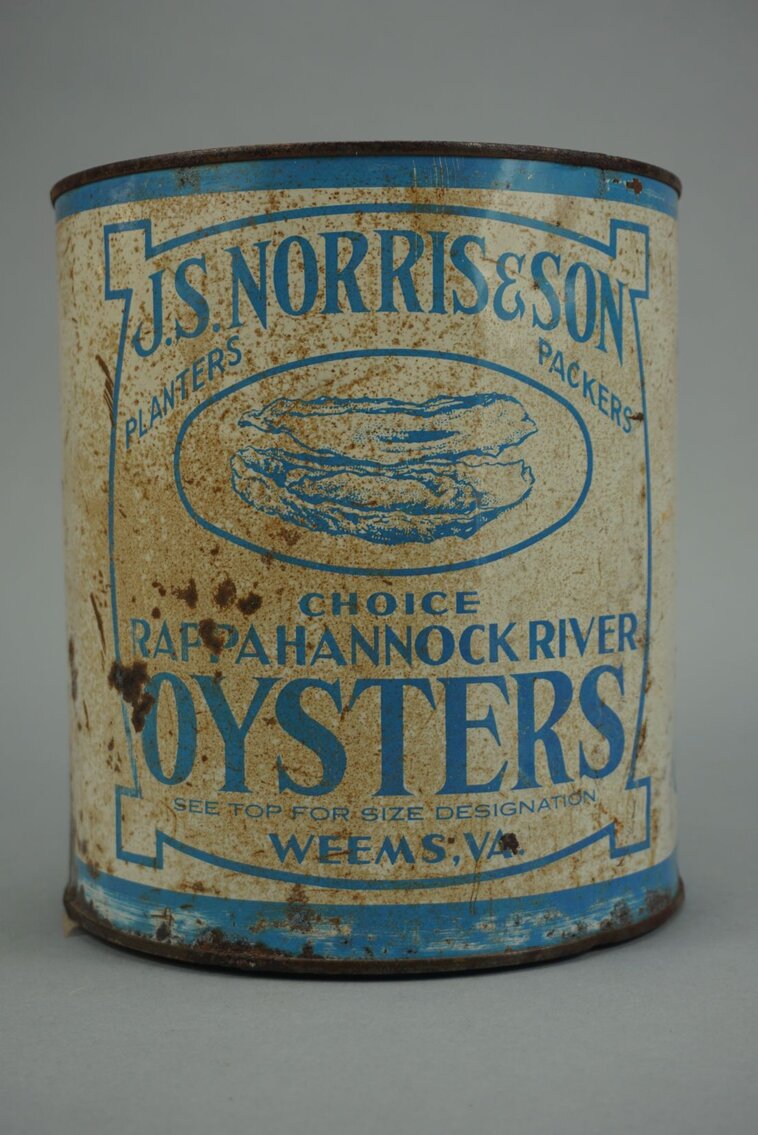 J.S. NORRIS & SON
PLANTERS PACKERS
CHOICE
RAPPAHANNOCK RIVER
OYSTERS
SEE TOP FOR SIZE DESIGNATION
WEEMS, VA.